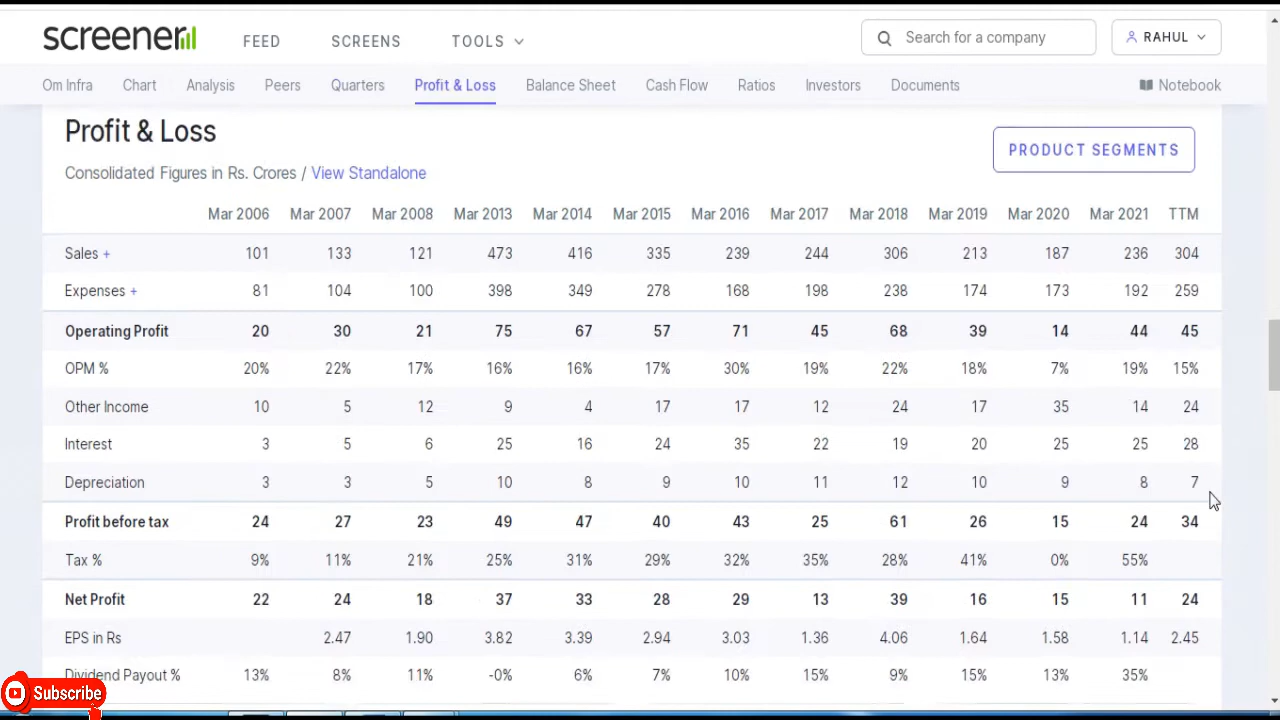 screener FEED SCREENS TOOLS Search for a company RAHUL
Om Infra Chart Analysis Peers Quarters Profit & Loss Balance Sheet Cash Flow Ratios Investors Documents Notebook
Profit & Loss
PRODUCT SEGMENTS
Consolidated Figures in Rs. Crores / View Standalone
Mar 2006 Mar 2007 Mar 2008 Mar 2013 Mar 2014 Mar 2015 Mar 2016 Mar 2017 Mar 2018 Mar 2019 Mar 2020 Mar 2021 TTM
Sales + 101 133 121 473 416 335 239 244 306 213 187 236 304
Expenses + 81 104 100 398 349 278 168 198 238 174 173 192 259
Operating Profit 20 30 21 75 67 57 71 45 68 39 14 44 45
OPM % 20% 22% 17% 16% 16% 17% 30% 19% 22% 18% 7% 19% 15%
Other Income 10 5 12 9 4 17 17 12 24 17 35 14 24
Interest 3 5 6 25 16 24 35 22 19 20 25 25 28
Depreciation 3 3 5 10 8 9 10 11 12 10 9 8 7
Profit before tax 24 27 23 49 47 40 43 25 61 26 15 24 34
Tax % 9% 11% 21% 25% 31% 29% 32% 35% 28% 41% 0% 55%
Net Profit 22 24 18 37 33 28 29 13 39 16 15 11 24
EPS in Rs 2.47 1.90 3.82 3.39 2.94 3.03 1.36 4.06 1.64 1.58 1.14 2.45
Dividend Payout % 13% 8% 11% -0% 6% 7% 10% 15% 9% 15% 13% 35%
Subscribe